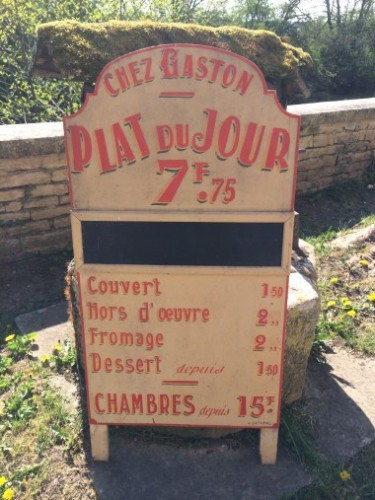 CHEZ GASTON
PLAT DU JOUR
7F.75
Couvert 1.50
Hors d'œuvre 2 „
Fromage 2 „
Dessert depuis 1.50
CHAMBRES depuis 15F.